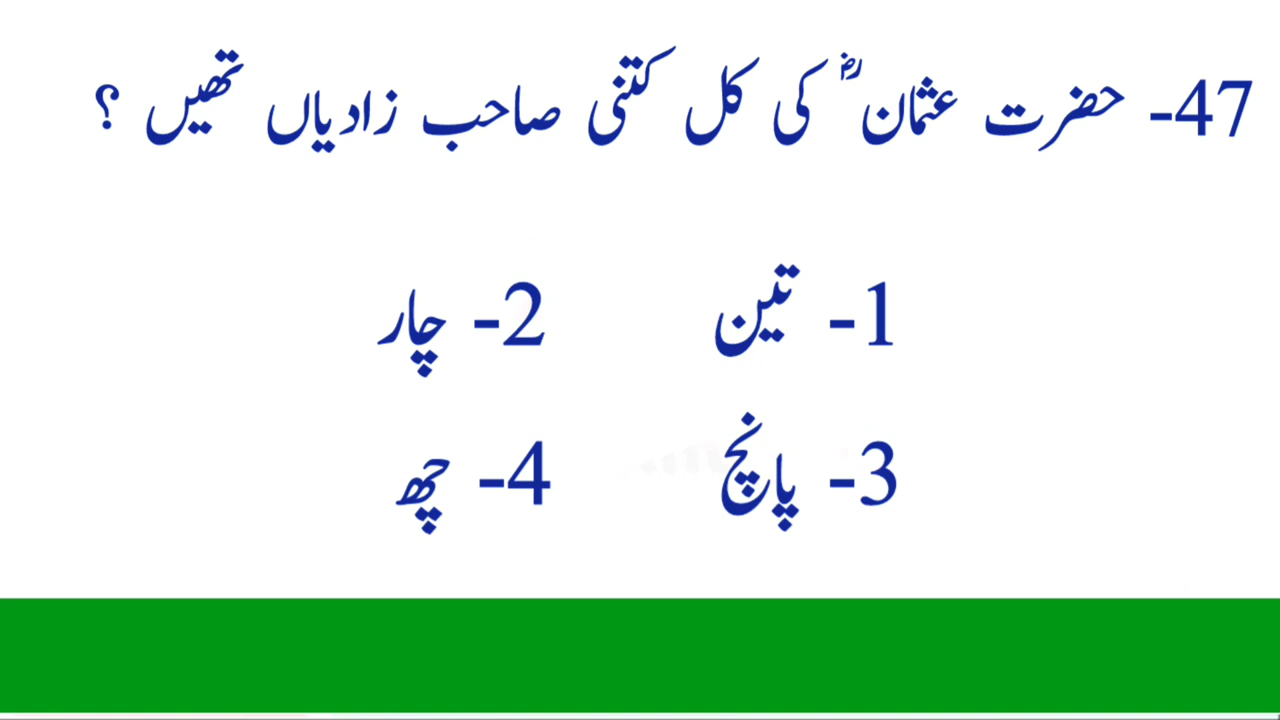 47- حضرت عثمانؓ کی کل کتنی صاحب زادیاں تھیں ؟
1- تین 2- چار
3- پانچ 4- چھ